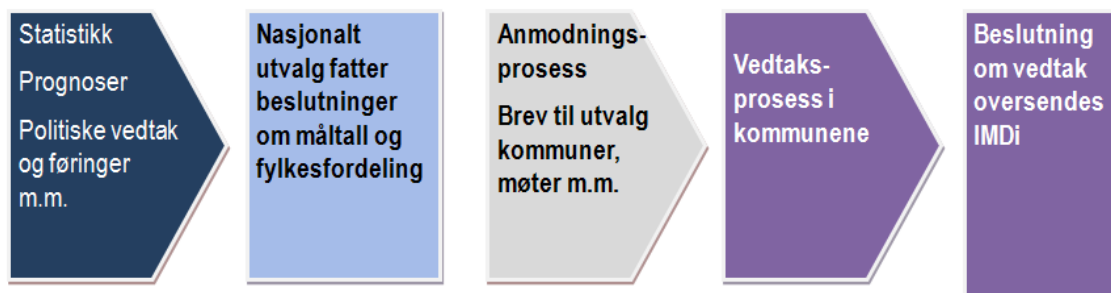 Statistikk
Prognoser
Politiske vedtak
og føringer
m.m.
Nasjonalt
utvalg fatter
beslutninger
om måltall og
fylkesfordeling
Anmodnings-
prosess
Brev til utvalg
kommuner,
møter m.m.
Vedtaks-
prosess i
kommunene
Beslutning
om vedtak
oversendes
IMDi